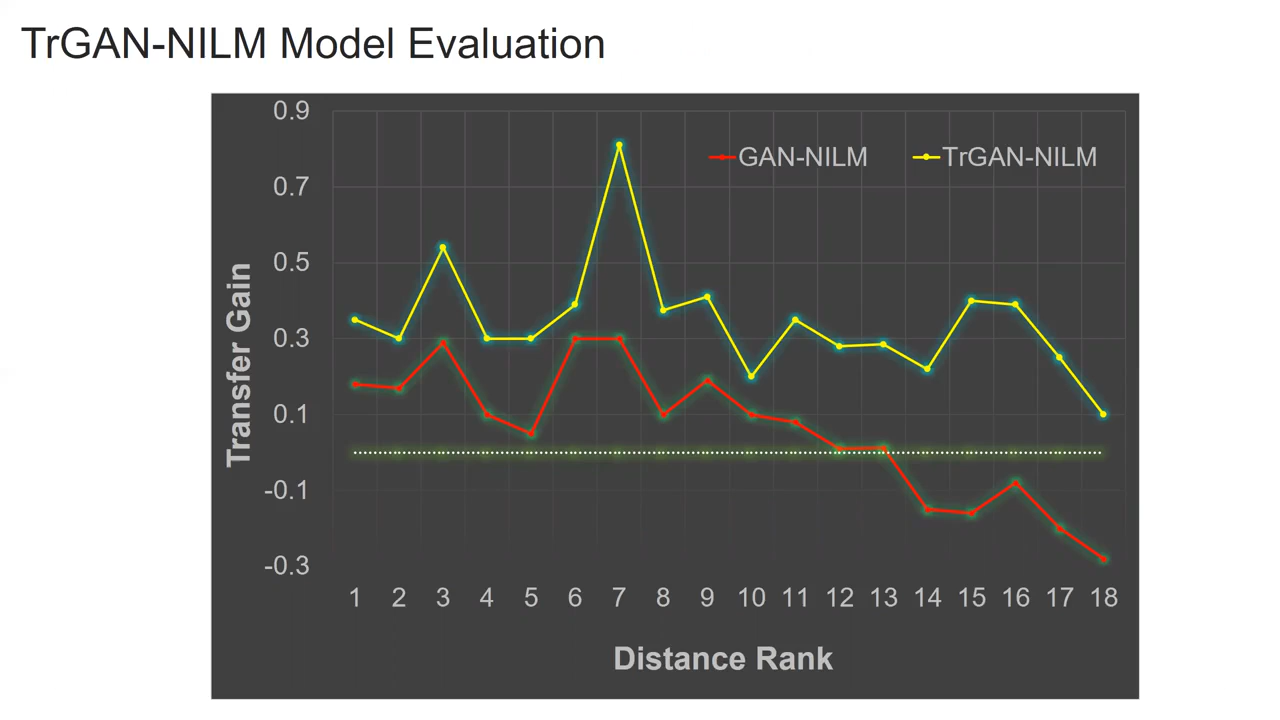 TrGAN-NILM Model Evaluation
0.9
GAN-NILM TrGAN-NILM
0.7
0.5
0.3
0.1
-0.1
-0.3
Transfer Gain
1 2 3 4 5 6 7 8 9 10 11 12 13 14 15 16 17 18
Distance Rank